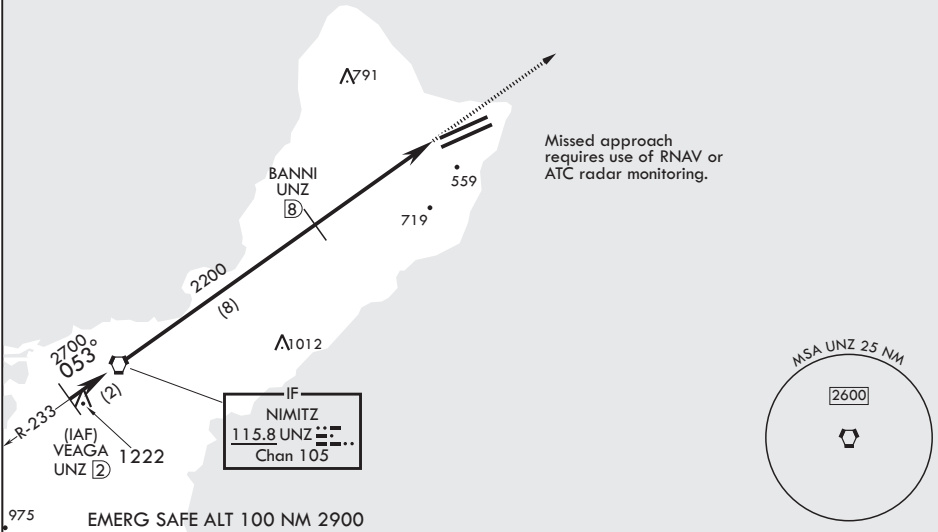 791
Missed approach
requires use of RNAV or
ATC radar monitoring.
BANNI
UNZ
8
559
719
2200
(8)
2700
053°
(2)
1012
R-233
(IAF)
VEAGA
UNZ 2
1222
IF
NIMITZ
115.8 UNZ
Chan 105
MSA UNZ 25 NM
2600
975
EMERG SAFE ALT 100 NM 2900